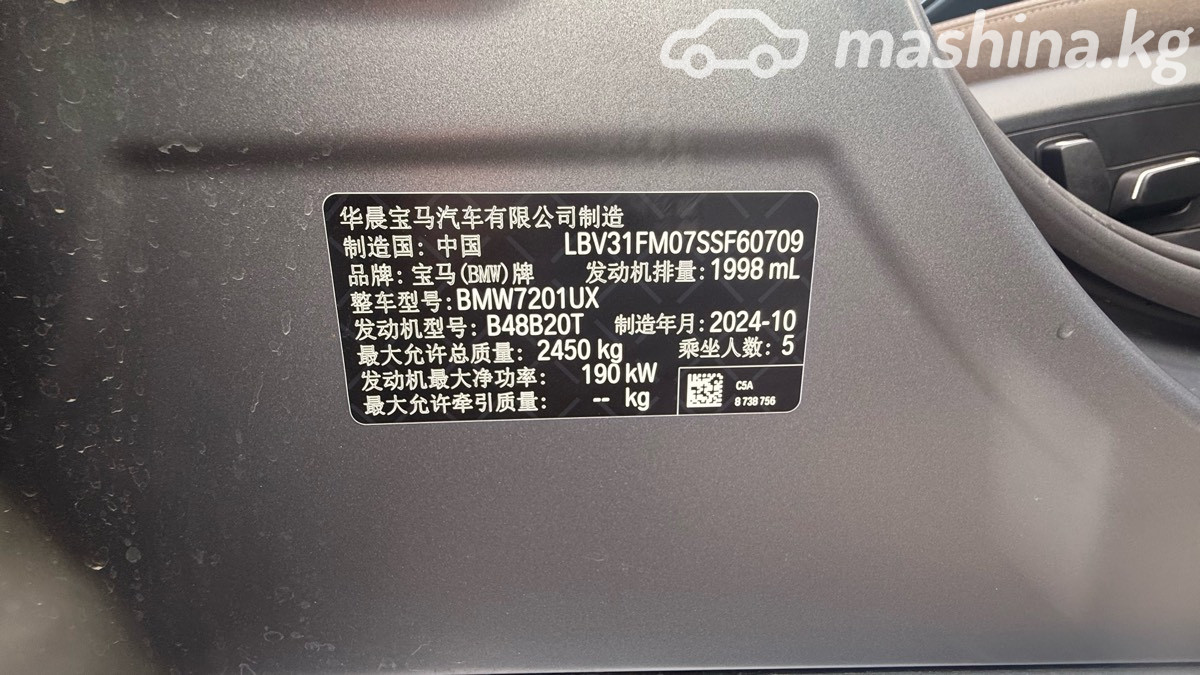 mashina.kg
华晨宝马汽车有限公司制造
制造国：中国 LBV31FM07SSF60709
品牌：宝马(BMW)牌 发动机排量：1998 mL
整车型号：BMW7201UX
发动机型号：B48B20T 制造年月：2024-10
最大允许总质量：2450 kg 乘坐人数：5
发动机最大净功率： 190 kW
最大允许牵引质量： -- kg
C5A
8 738 756